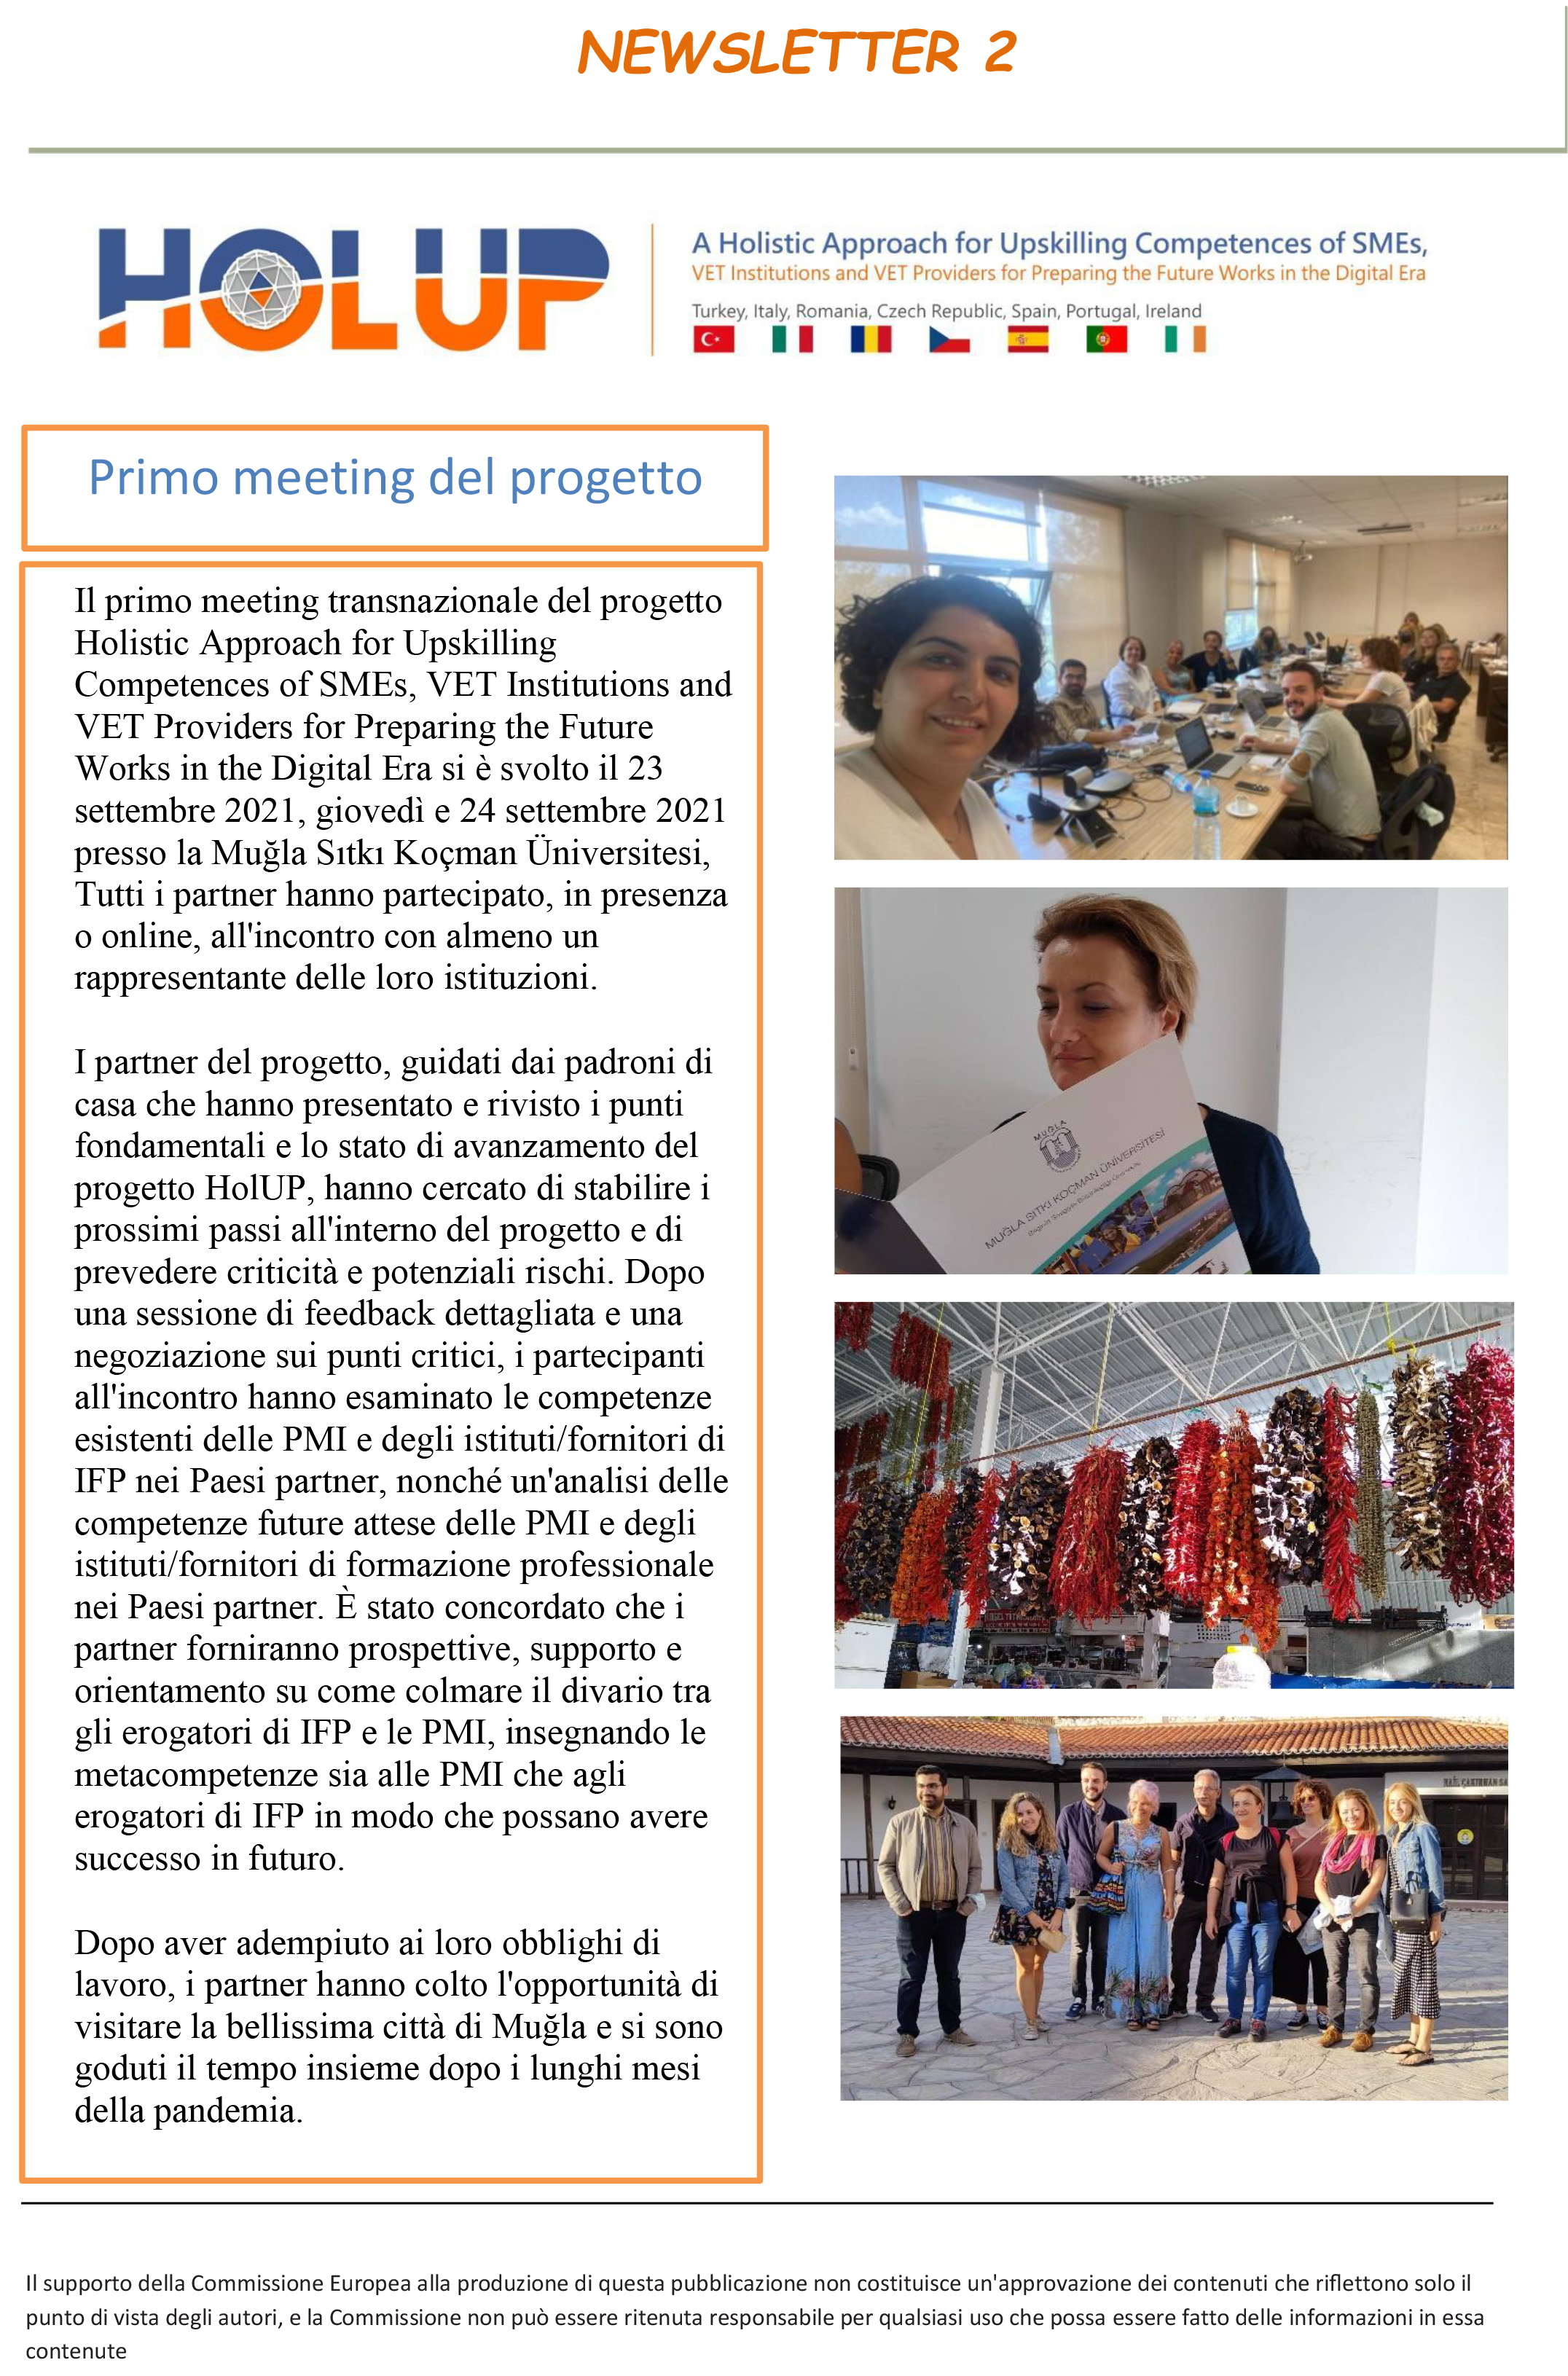 NEWSLETTER 2
HOLUP
A Holistic Approach for Upskilling Competences of SMEs,
VET Institutions and VET Providers for Preparing the Future Works in the Digital Era
Turkey, Italy, Romania, Czech Republic, Spain, Portugal, Ireland
Primo meeting del progetto
Il primo meeting transnazionale del progetto
Holistic Approach for Upskilling
Competences of SMEs, VET Institutions and
VET Providers for Preparing the Future
Works in the Digital Era si è svolto il 23
settembre 2021, giovedì e 24 settembre 2021
presso la Muğla Sıtkı Koçman Üniversitesi,
Tutti i partner hanno partecipato, in presenza
o online, all'incontro con almeno un
rappresentante delle loro istituzioni.
I partner del progetto, guidati dai padroni di
casa che hanno presentato e rivisto i punti
fondamentali e lo stato di avanzamento del
progetto HolUP, hanno cercato di stabilire i
prossimi passi all'interno del progetto e di
prevedere criticità e potenziali rischi. Dopo
una sessione di feedback dettagliata e una
negoziazione sui punti critici, i partecipanti
all'incontro hanno esaminato le competenze
esistenti delle PMI e degli istituti/fornitori di
IFP nei Paesi partner, nonché un'analisi delle
competenze future attese delle PMI e degli
istituti/fornitori di formazione professionale
nei Paesi partner. È stato concordato che i
partner forniranno prospettive, supporto e
orientamento su come colmare il divario tra
gli erogatori di IFP e le PMI, insegnando le
metacompetenze sia alle PMI che agli
erogatori di IFP in modo che possano avere
successo in futuro.
Dopo aver adempiuto ai loro obblighi di
lavoro, i partner hanno colto l'opportunità di
visitare la bellissima città di Muğla e si sono
goduti il tempo insieme dopo i lunghi mesi
della pandemia.
MUĞLA
MUĞLA SITKI KOÇMAN ÜNİVERSİTESİ
NAİL ÇAKIRHAN
Il supporto della Commissione Europea alla produzione di questa pubblicazione non costituisce un'approvazione dei contenuti che riflettono solo il
punto di vista degli autori, e la Commissione non può essere ritenuta responsabile per qualsiasi uso che possa essere fatto delle informazioni in essa
contenute